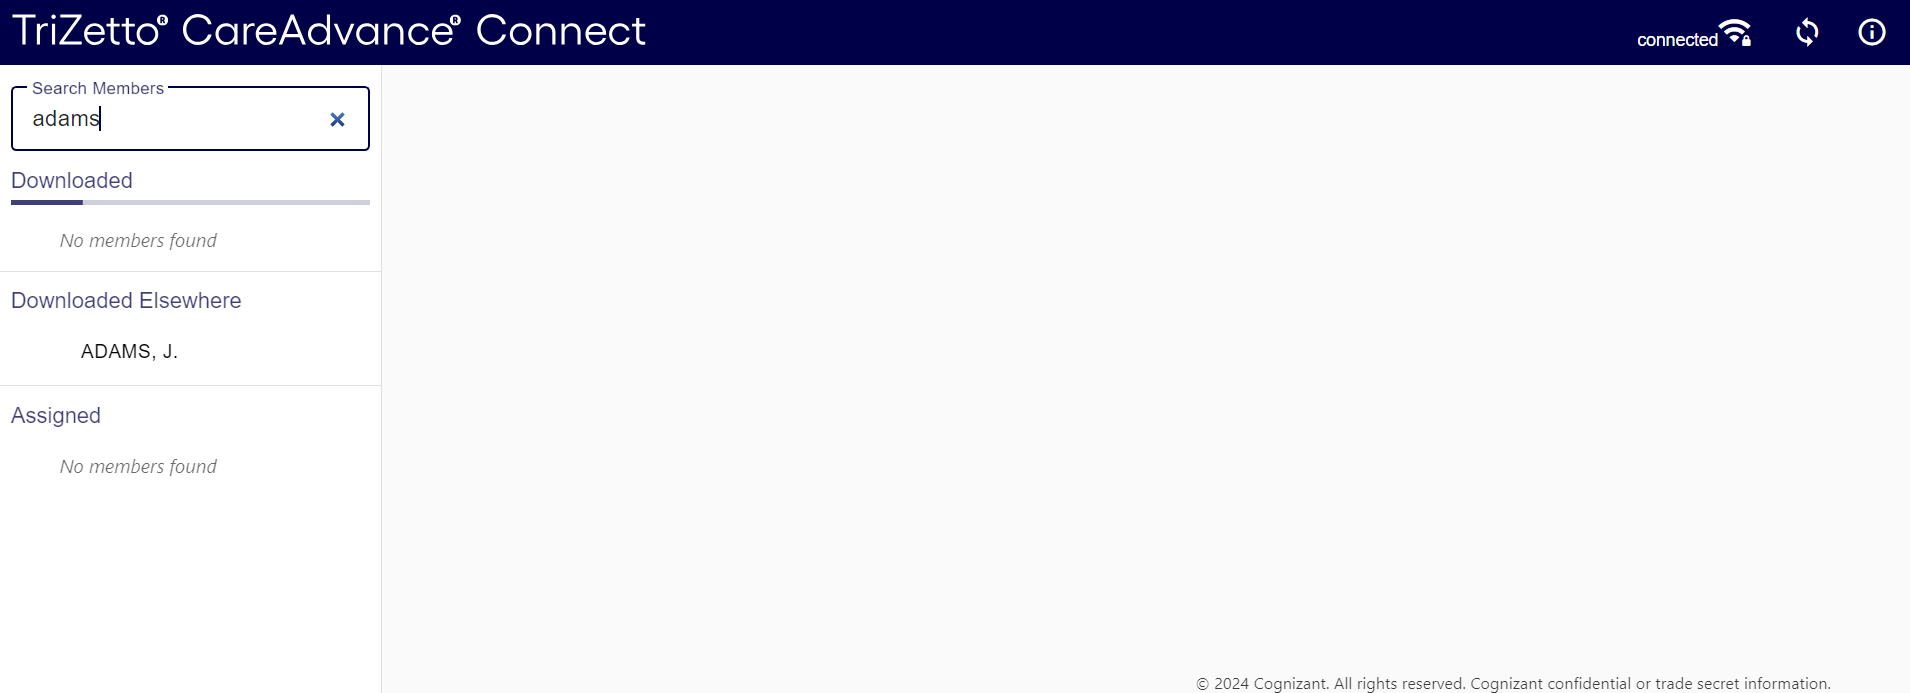 TriZetto® CareAdvance® Connect
connected
Search Members
adams
Downloaded
No members found
Downloaded Elsewhere
ADAMS, J.
Assigned
No members found
© 2024 Cognizant. All rights reserved. Cognizant confidential or trade secret information.